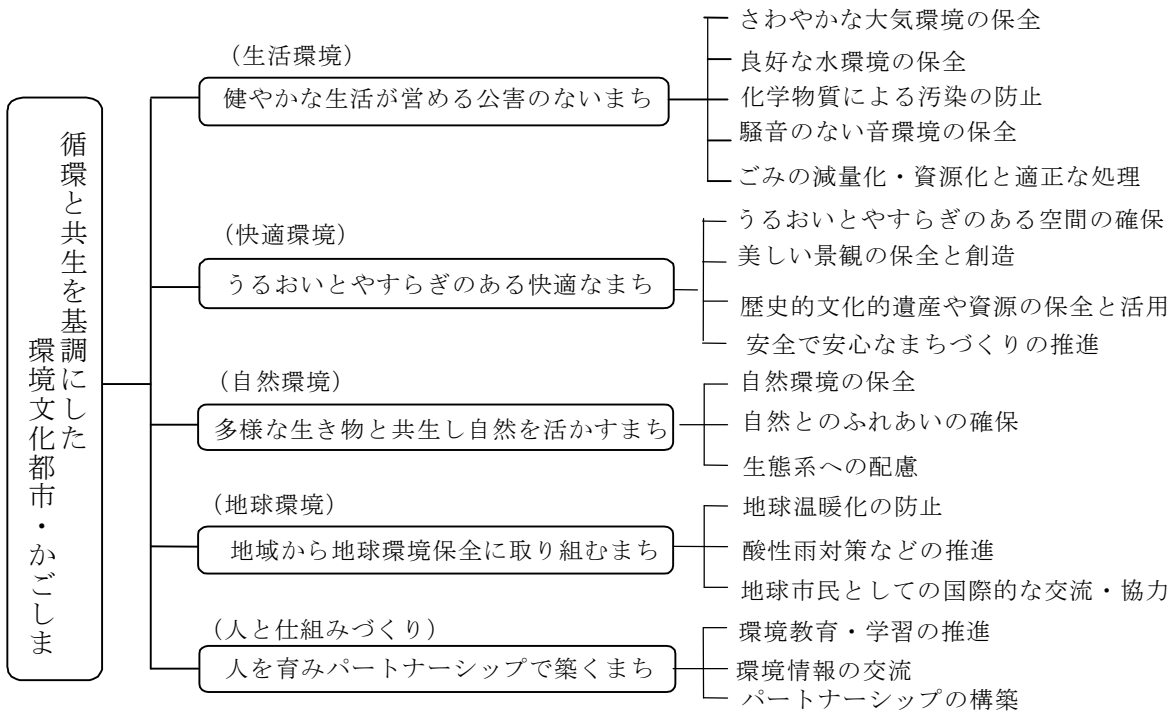 循環と共生を基調にした
環境文化都市・かごしま
(生活環境)
健やかな生活が営める公害のないまち
さわやかな大気環境の保全
良好な水環境の保全
化学物質による汚染の防止
騒音のない音環境の保全
ごみの減量化・資源化と適正な処理
(快適環境)
うるおいとやすらぎのある快適なまち
うるおいとやすらぎのある空間の確保
美しい景観の保全と創造
歴史的文化的遺産や資源の保全と活用
安全で安心なまちづくりの推進
(自然環境)
多様な生き物と共生し自然を活かすまち
自然環境の保全
自然とのふれあいの確保
生態系への配慮
(地球環境)
地域から地球環境保全に取り組むまち
地球温暖化の防止
酸性雨対策などの推進
地球市民としての国際的な交流・協力
(人と仕組みづくり)
人を育みパートナーシップで築くまち
環境教育・学習の推進
環境情報の交流
パートナーシップの構築